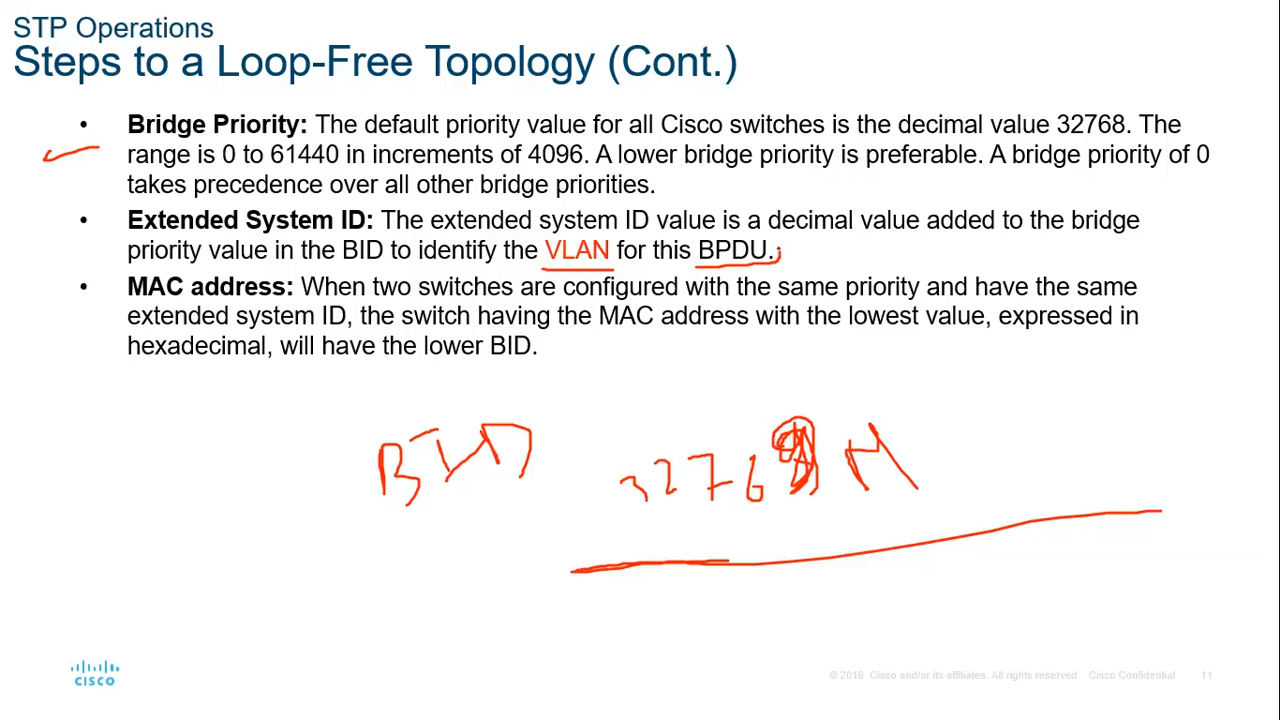 STP Operations
Steps to a Loop-Free Topology (Cont.)
• Bridge Priority: The default priority value for all Cisco switches is the decimal value 32768. The
range is 0 to 61440 in increments of 4096. A lower bridge priority is preferable. A bridge priority of 0
takes precedence over all other bridge priorities.
• Extended System ID: The extended system ID value is a decimal value added to the bridge
priority value in the BID to identify the VLAN for this BPDU.
• MAC address: When two switches are configured with the same priority and have the same
extended system ID, the switch having the MAC address with the lowest value, expressed in
hexadecimal, will have the lower BID.
BID 3276 M
CISCO
© 2016 Cisco and/or its affiliates. All rights reserved. Cisco Confidential 11